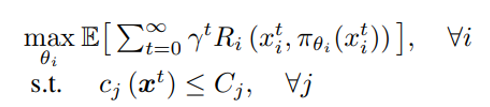 max_{θ_i} 𝔼[∑_{t=0}^{∞} γ^t R_i (x_i^t, π_{θ_i}(x_i^t))], ∀i
s.t. c_j (𝒙^t) ≤ C_j, ∀j